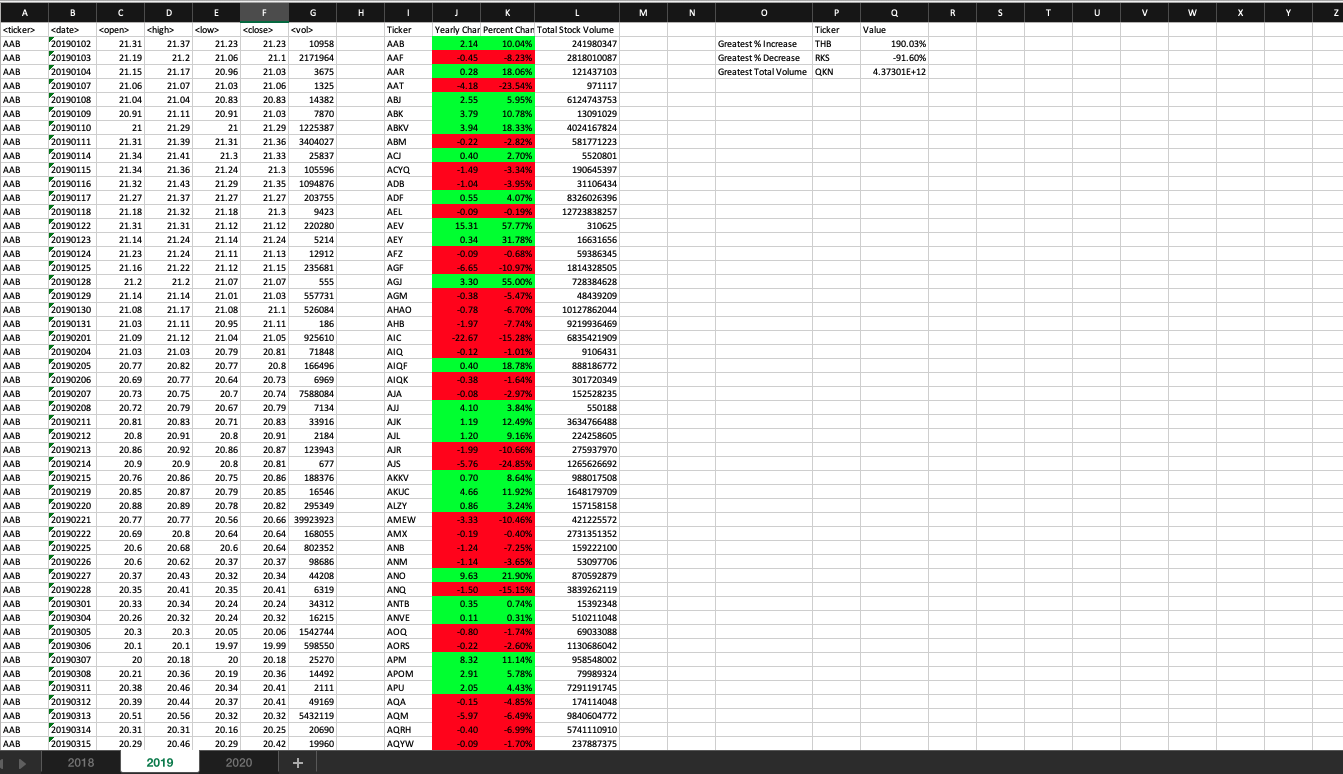 A B C D E F G H I J K L M N O P Q R S T U V W X Y Z
<ticker> <date> <open> <high> <low> <close> <vol> Ticker Yearly Char Percent Chan Total Stock Volume Ticker Value
AAB 20190102 21.31 21.37 21.23 21.23 10958 AAB 2.14 10.04% 241980347 Greatest % Increase THB 190.03%
AAB 20190103 21.19 21.2 21.06 21.1 2171964 AAF -0.45 -8.23% 2818010087 Greatest % Decrease RKS -91.60%
AAB 20190104 21.15 21.17 20.96 21.03 3675 AAR 0.28 18.06% 121437103 Greatest Total Volume QKN 4.37301E+12
AAB 20190107 21.06 21.07 21.03 21.06 1325 AAT -4.18 -23.54% 971117
AAB 20190108 21.04 21.04 20.83 20.83 14382 ABJ 2.55 5.95% 6124743753
AAB 20190109 20.91 21.11 20.91 21.03 7870 ABK 3.79 10.78% 13091029
AAB 20190110 21 21.29 21 21.29 1225387 ABKV 3.94 18.33% 4024167824
AAB 20190111 21.31 21.39 21.31 21.36 3404027 ABM -0.22 -2.82% 581771223
AAB 20190114 21.34 21.41 21.3 21.33 25837 ACJ 0.40 2.70% 5520801
AAB 20190115 21.34 21.36 21.24 21.3 105596 ACYQ -1.49 -3.34% 190645397
AAB 20190116 21.32 21.43 21.29 21.35 1094876 ADB -1.04 -3.95% 31106434
AAB 20190117 21.27 21.37 21.27 21.27 203755 ADF 0.55 4.07% 8326026396
AAB 20190118 21.18 21.32 21.18 21.3 9423 AEL -0.09 -0.19% 12723838257
AAB 20190122 21.31 21.31 21.12 21.12 220280 AEV 15.31 57.77% 310625
AAB 20190123 21.14 21.24 21.14 21.24 5214 AEY 0.34 31.78% 16631656
AAB 20190124 21.23 21.24 21.11 21.13 12912 AFZ -0.09 -0.68% 59386345
AAB 20190125 21.16 21.22 21.12 21.15 235681 AGF -6.65 -10.97% 1814328505
AAB 20190128 21.2 21.2 21.07 21.07 555 AGJ 3.30 55.00% 728384628
AAB 20190129 21.14 21.14 21.01 21.03 557731 AGM -0.38 -5.47% 48439209
AAB 20190130 21.08 21.17 21.08 21.1 526084 AHAO -0.78 -6.70% 10127862044
AAB 20190131 21.03 21.11 20.95 21.11 186 AHB -1.97 -7.74% 9219936469
AAB 20190201 21.09 21.12 21.04 21.05 925610 AIC -22.67 -15.28% 6835421909
AAB 20190204 21.03 21.03 20.79 20.81 71848 AIQ -0.12 -1.01% 9106431
AAB 20190205 20.77 20.82 20.77 20.8 166496 AIQF 0.40 18.78% 888186772
AAB 20190206 20.69 20.77 20.64 20.73 6969 AIQK -0.38 -1.64% 301720349
AAB 20190207 20.73 20.75 20.7 20.74 7588084 AJA -0.08 -2.97% 152528235
AAB 20190208 20.72 20.79 20.67 20.79 7134 AJJ 4.10 3.84% 550188
AAB 20190211 20.81 20.83 20.71 20.83 33916 AJK 1.19 12.49% 3634766488
AAB 20190212 20.8 20.91 20.8 20.91 2184 AJL 1.20 9.16% 224258605
AAB 20190213 20.86 20.92 20.86 20.87 123943 AJR -1.99 -10.66% 275937970
AAB 20190214 20.9 20.9 20.8 20.81 677 AJS -5.76 -24.85% 1265626692
AAB 20190215 20.76 20.86 20.75 20.86 188376 AKKV 0.70 8.64% 988017508
AAB 20190219 20.85 20.87 20.79 20.85 16546 AKUC 4.66 11.92% 1648179709
AAB 20190220 20.88 20.89 20.78 20.82 295349 ALZY 0.86 3.24% 157158158
AAB 20190221 20.77 20.77 20.56 20.66 39923923 AMEW -3.33 -10.46% 421225572
AAB 20190222 20.69 20.8 20.64 20.64 168055 AMX -0.19 -0.40% 2731351352
AAB 20190225 20.6 20.68 20.6 20.64 802352 ANB -1.24 -7.25% 159222100
AAB 20190226 20.6 20.62 20.37 20.37 98686 ANM -1.14 -3.65% 53097706
AAB 20190227 20.37 20.43 20.32 20.34 44208 ANO 9.63 21.90% 870592879
AAB 20190228 20.35 20.41 20.35 20.41 6319 ANQ -1.50 -15.15% 3839262119
AAB 20190301 20.33 20.34 20.24 20.24 34312 ANTB 0.35 0.74% 15392348
AAB 20190304 20.26 20.32 20.24 20.32 16215 ANVE 0.11 0.31% 510211048
AAB 20190305 20.3 20.3 20.05 20.06 1542744 AOQ -0.80 -1.74% 69033088
AAB 20190306 20.1 20.1 19.97 19.99 598550 AORS -0.22 -2.60% 1130686042
AAB 20190307 20 20.18 20 20.18 25270 APM 8.32 11.14% 958548002
AAB 20190308 20.21 20.36 20.19 20.36 14492 APOM 2.91 5.78% 79989324
AAB 20190311 20.38 20.46 20.34 20.41 2111 APU 2.05 4.43% 7291191745
AAB 20190312 20.39 20.44 20.37 20.41 49169 AQA -0.15 -4.85% 174114048
AAB 20190313 20.51 20.56 20.32 20.32 5432119 AQM -5.97 -6.49% 9840604772
AAB 20190314 20.31 20.31 20.16 20.25 20690 AQRH -0.40 -6.99% 5741110910
AAB 20190315 20.29 20.46 20.29 20.42 19960 AQYW -0.09 -1.70% 237887375
2018 2019 2020 +